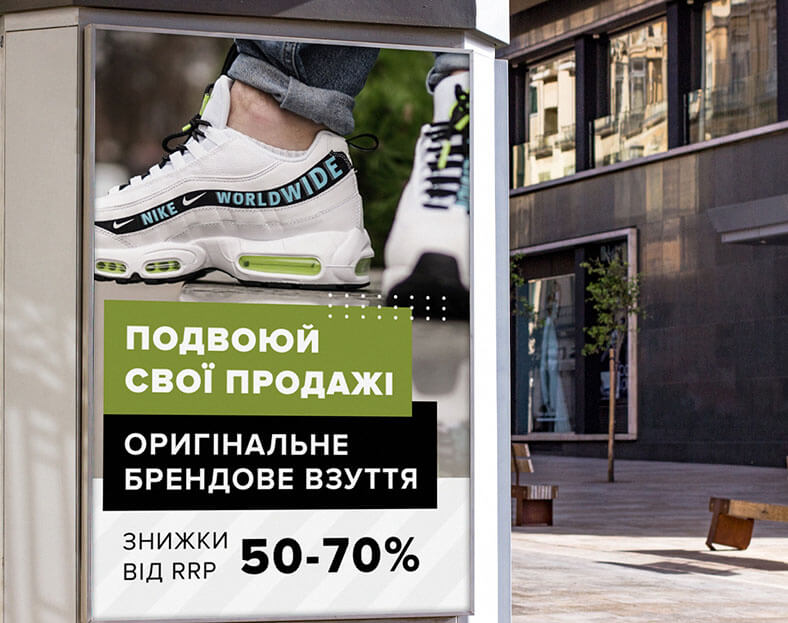 NIKE WORLDWIDE
ПОДВОЮЙ
СВОЇ ПРОДАЖІ
ОРИГІНАЛЬНЕ
БРЕНДОВЕ ВЗУТТЯ
ЗНИЖКИ
ВІД RRP
50-70%